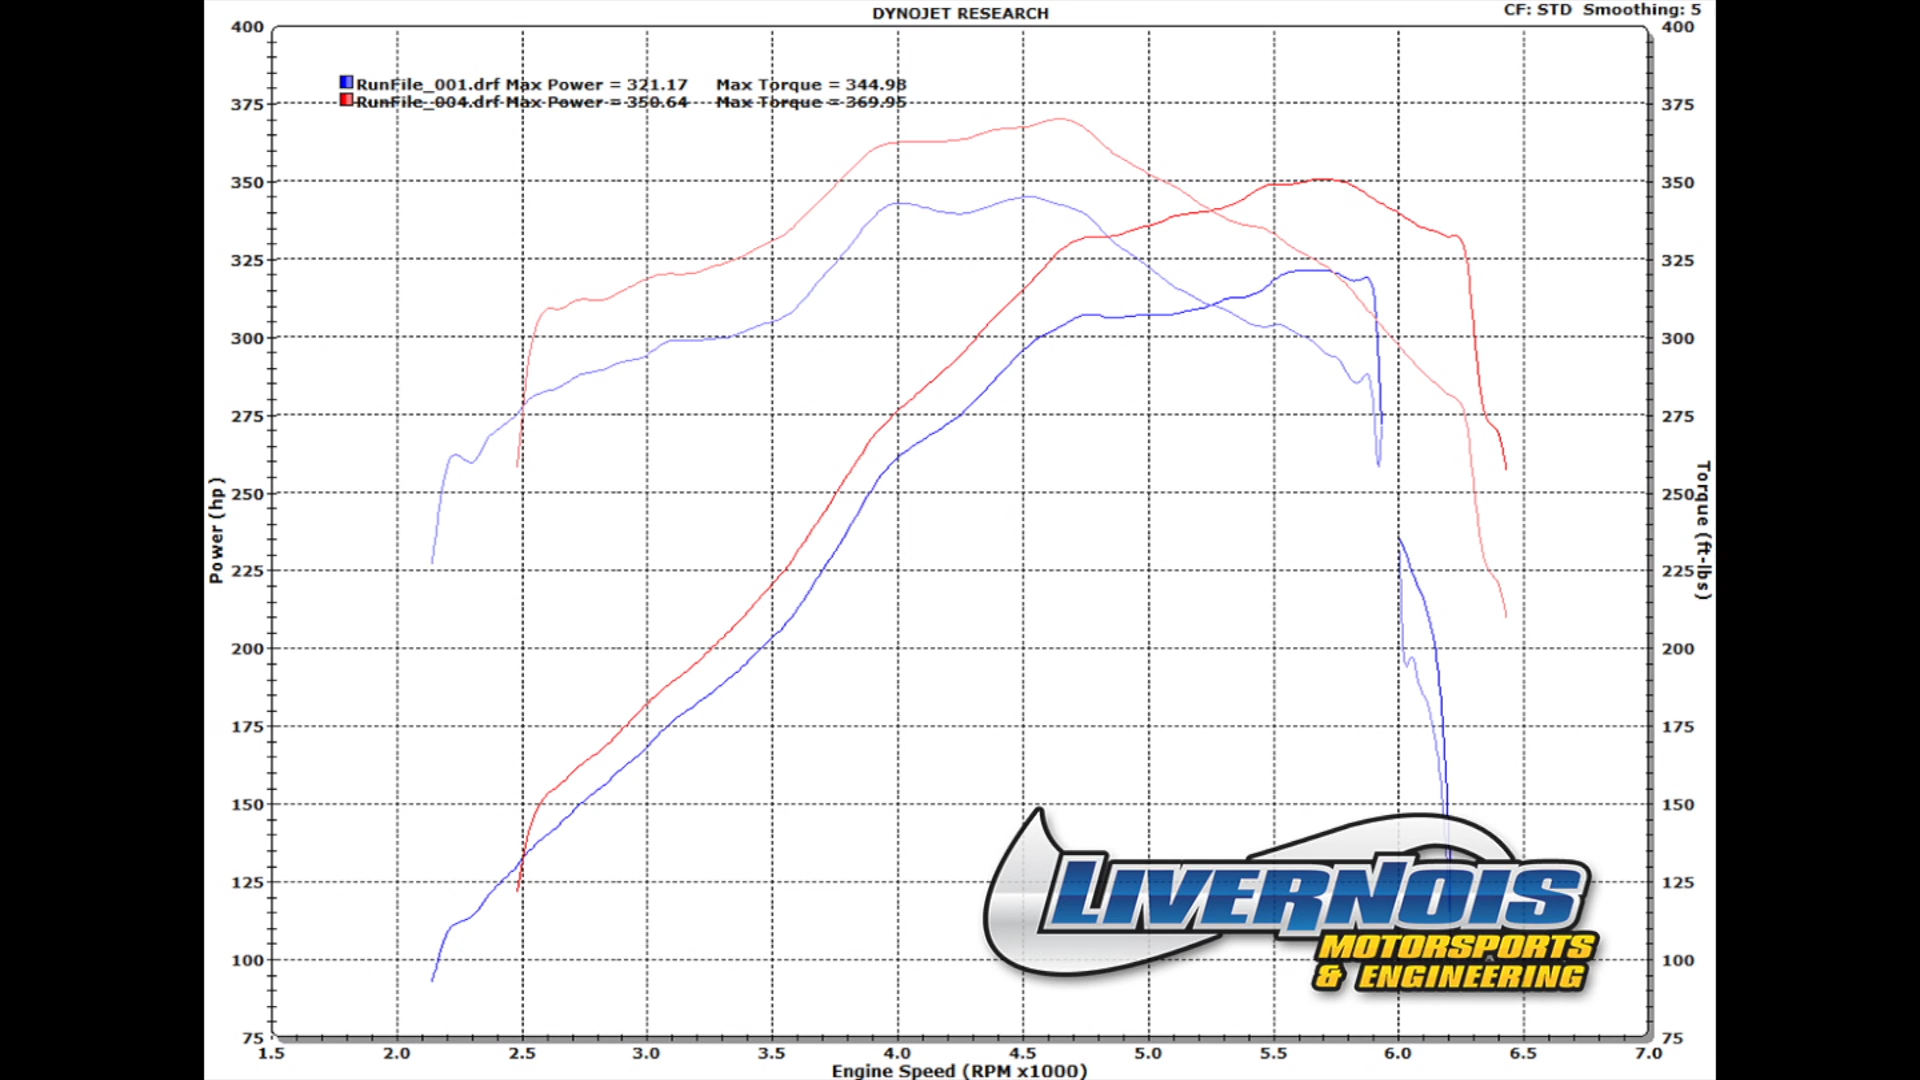 DYNOJET RESEARCH
CF: STD Smoothing: 5
RunFile_001.drf Max Power = 321.17 Max Torque = 344.98
RunFile_004.drf Max Power = 350.64 Max Torque = 369.95
400
375
350
325
300
275
250
225
200
175
150
125
100
75
Power (hp)
400
375
350
325
300
275
250
225
200
175
150
125
100
75
Torque (ft-lbs)
LIVERNOIS
MOTORSPORTS
& ENGINEERING
1.5 2.0 2.5 3.0 3.5 4.0 4.5 5.0 5.5 6.0 6.5 7.0
Engine Speed (RPM x1000)